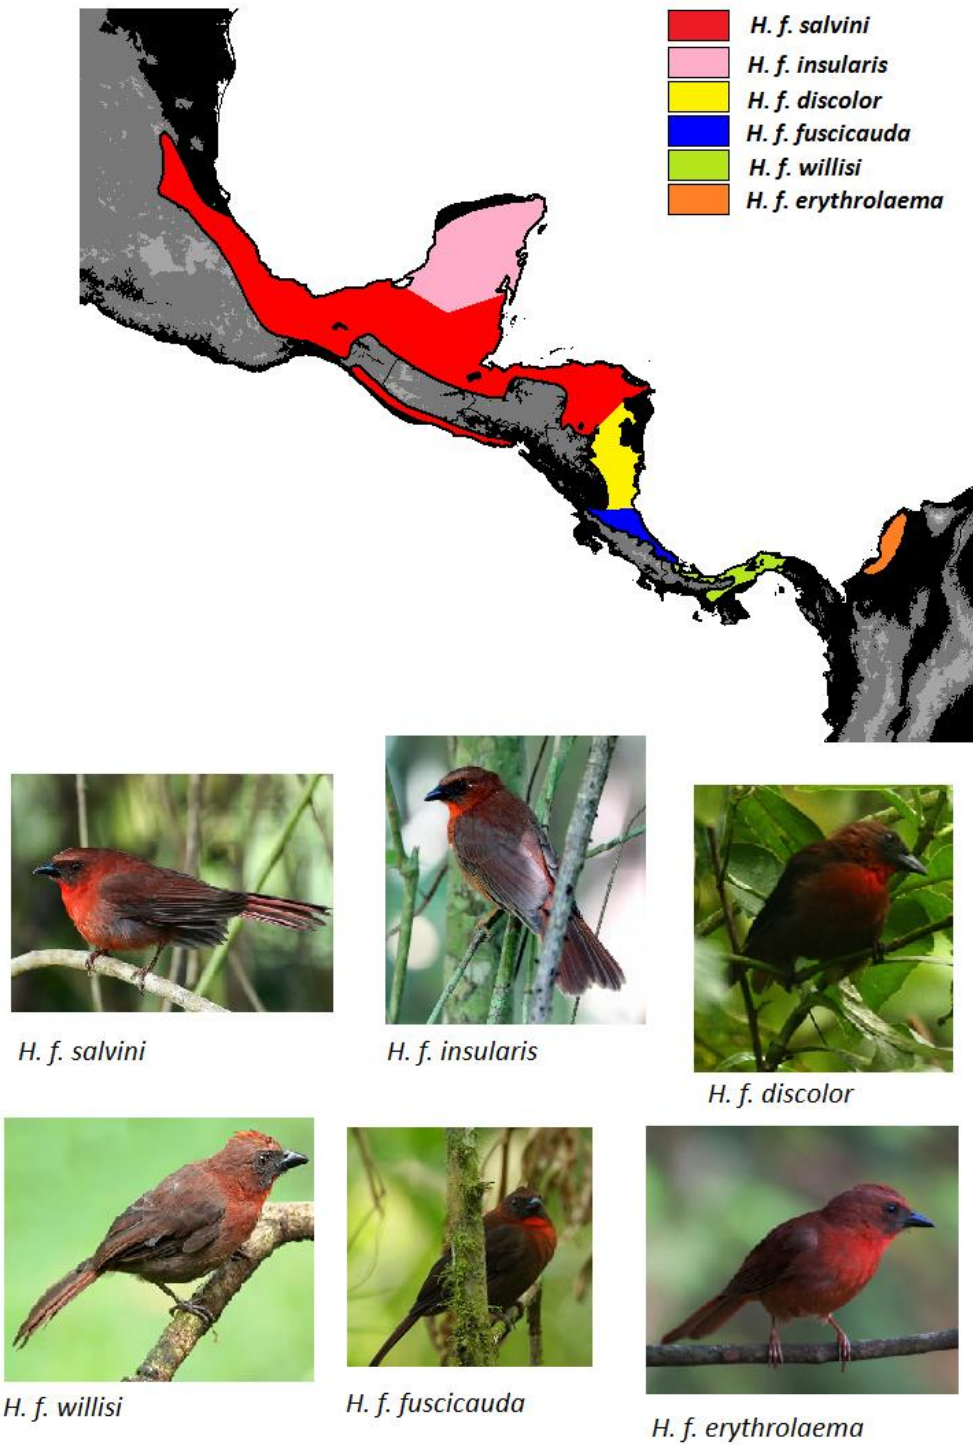 H. f. salvini
H. f. insularis
H. f. discolor
H. f. fuscicauda
H. f. willisi
H. f. erythrolaema
H. f. salvini
H. f. insularis
H. f. discolor
H. f. willisi
H. f. fuscicauda
H. f. erythrolaema